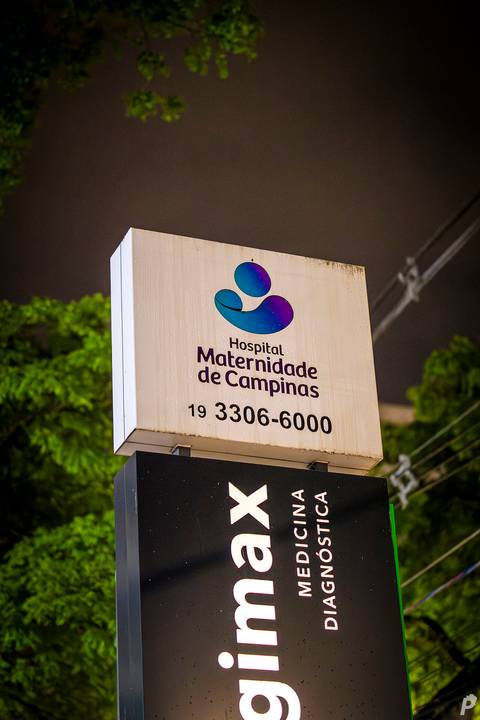 Hospital
Maternidade
de Campinas
19 3306-6000
gimax
MEDICINA
DIAGNÓSTICA
P